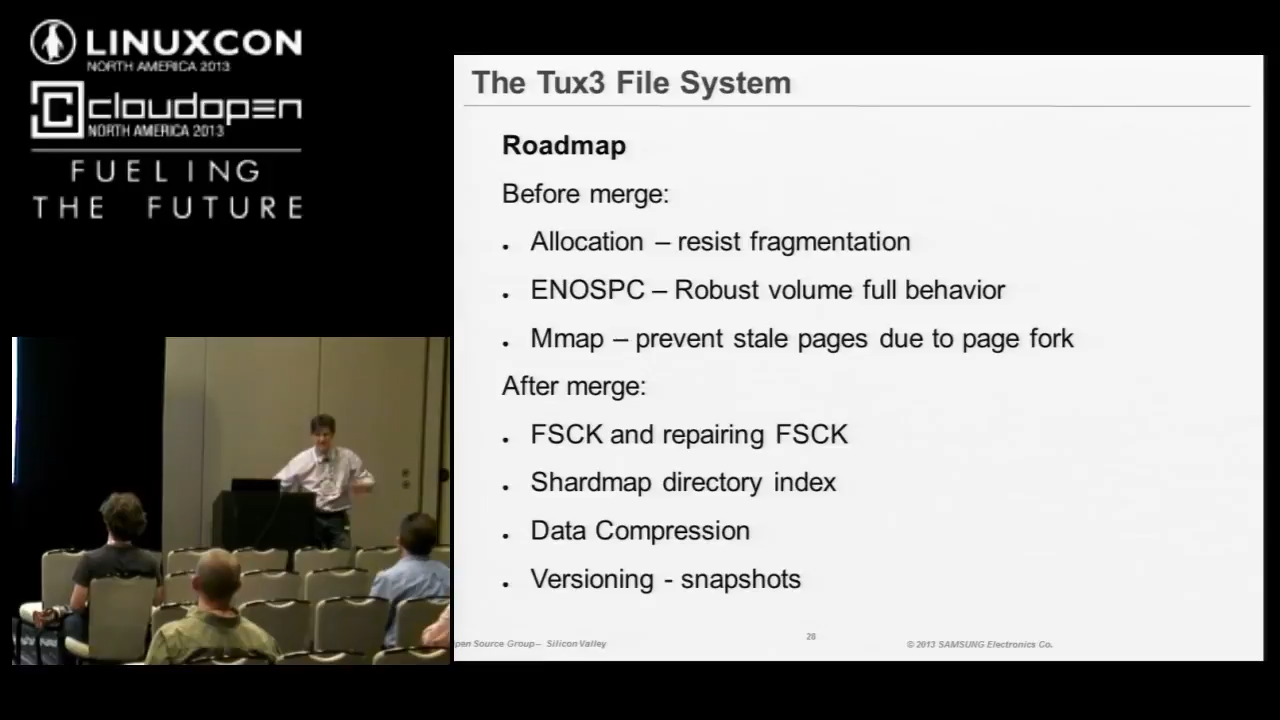 LINUXCON
NORTH AMERICA 2013
cloudopen
NORTH AMERICA 2013
FUELING
THE FUTURE
The Tux3 File System
Roadmap
Before merge:
. Allocation – resist fragmentation
. ENOSPC – Robust volume full behavior
. Mmap – prevent stale pages due to page fork
After merge:
. FSCK and repairing FSCK
. Shardmap directory index
. Data Compression
. Versioning - snapshots
pen Source Group– Silicon Valley
28
© 2013 SAMSUNG Electronics Co.